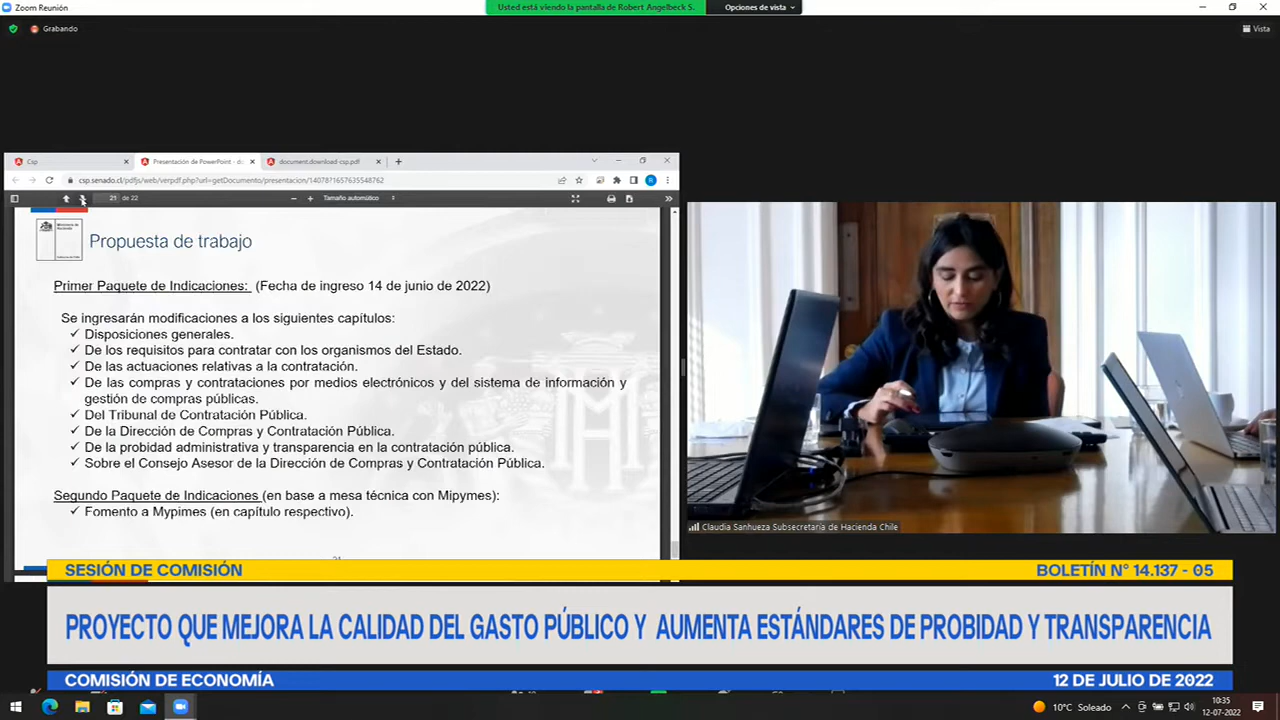 Zoom Reunión
Usted está viendo la pantalla de Robert Angelbeck S.
Opciones de vista
Grabando
Vista
Csp
Presentación de PowerPoint - d
document.download-csp.pdf
csp.senado.cl/pdfjs/web/verpdf.php?url=getDocumento/presentacion/14078?1657635548762
R
21 de 22
Tamaño automático
Propuesta de trabajo
Primer Paquete de Indicaciones: (Fecha de ingreso 14 de junio de 2022)
Se ingresarán modificaciones a los siguientes capítulos:
✓ Disposiciones generales.
✓ De los requisitos para contratar con los organismos del Estado.
✓ De las actuaciones relativas a la contratación.
✓ De las compras y contrataciones por medios electrónicos y del sistema de información y
gestión de compras públicas.
✓ Del Tribunal de Contratación Pública.
✓ De la Dirección de Compras y Contratación Pública.
✓ De la probidad administrativa y transparencia en la contratación pública.
✓ Sobre el Consejo Asesor de la Dirección de Compras y Contratación Pública.
Segundo Paquete de Indicaciones (en base a mesa técnica con Mipymes):
✓ Fomento a Mypimes (en capítulo respectivo).
Claudia Sanhueza Subsecretaria de Hacienda Chile
SESIÓN DE COMISIÓN
BOLETÍN N° 14.137 - 05
PROYECTO QUE MEJORA LA CALIDAD DEL GASTO PÚBLICO Y AUMENTA ESTÁNDARES DE PROBIDAD Y TRANSPARENCIA
COMISIÓN DE ECONOMÍA
12 DE JULIO DE 2022
10°C Soleado
10:35
12-07-2022